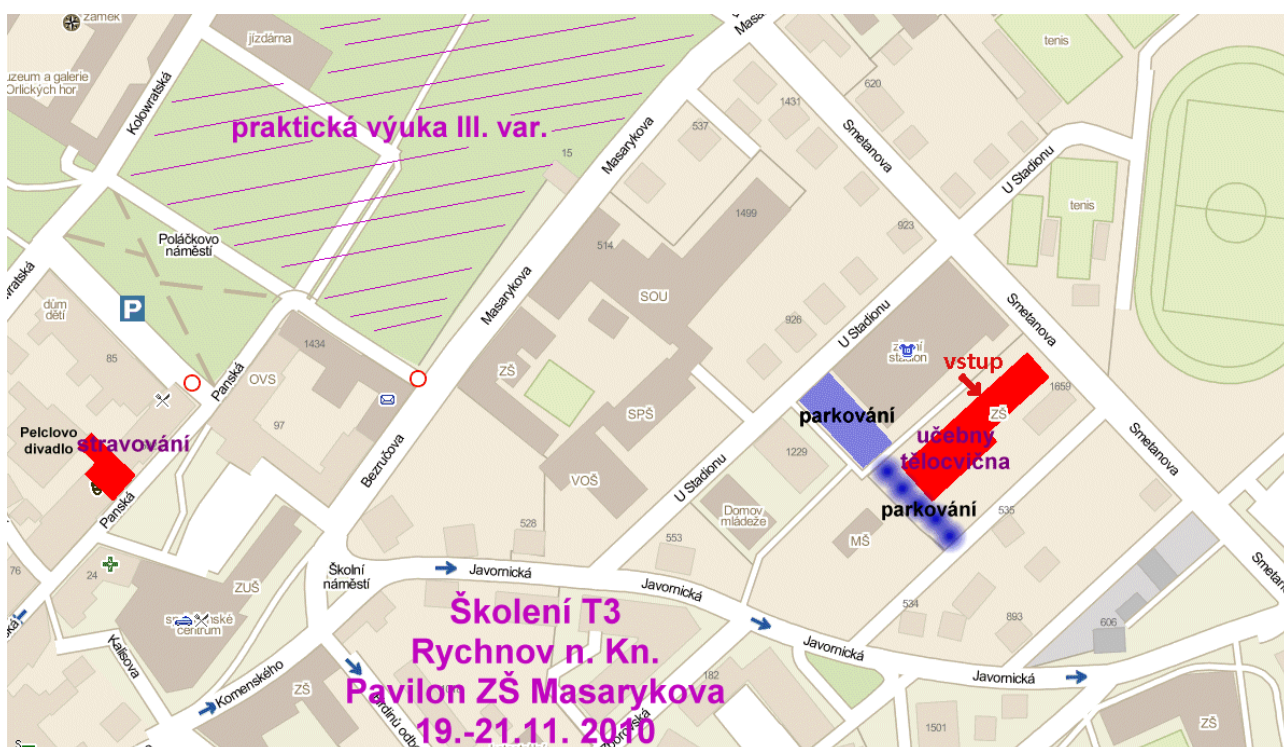 zámek
jízdárna
Masarykova
tenis
uzeum a galerie
Orlických hor
Kolowratská
620
1431
praktická výuka III. var.
537
Masarykova
Smetanova
15
U Stadionu
tenis
1499
923
Poláčkovo
náměstí
514
SOU
Masarykova
926
Smetanova
U Stadionu
dům
dětí
P
1434
85
Panská
OVS
ZŠ
vstup
1659
ZŠ
Pelclovo
divadlo
stravování
97
SPŠ
parkování
učebny
tělocvična
1229
Bezručova
VOŠ
U Stadionu
Smetanova
Panská
Domov
mládeže
parkování
535
528
553
MŠ
76
24
ZUŠ
Školní
náměstí
Javornická
Javornická
534
893
606
centrum
Kalisova
Školení T3
Rychnov n. Kn.
Pavilon ZŠ Masarykova
19.-21.11. 2010
Javornická
Komenského
ZŠ
182
Javornická
1501
ZŠ